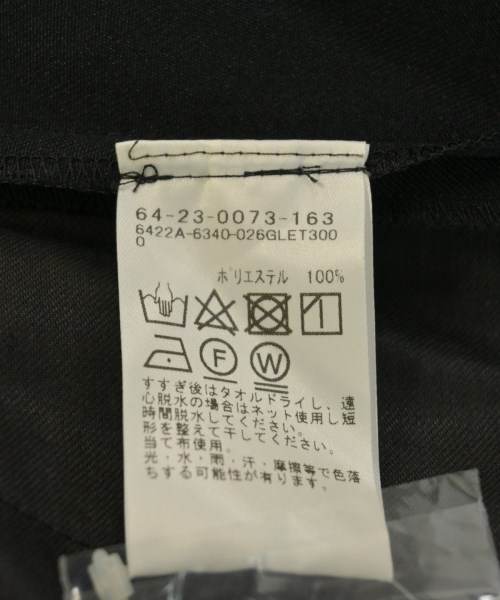 64-23-0073-163
6422A-6340-026GLET300
0
ポリエステル 100%
F
W
すすぎ後はタオルドライし、遠
心脱水の場合はネット使用し短
時間脱水してください。
形を整えて干してください。
当て布使用。
光・水・雨・汗・摩擦等で色落
ちする可能性が有ります。